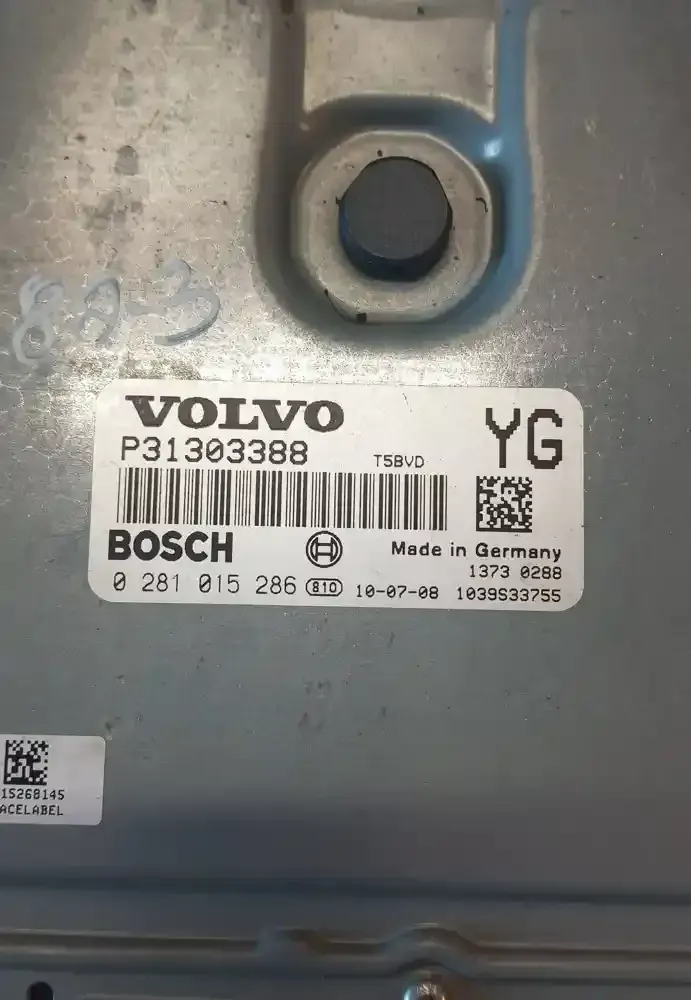 89-3
VOLVO
YG
P31303388 T5BVD
BOSCH Made in Germany
1373 0288
0 281 015 286 810 10-07-08 1039S33755
15268145
ACELABEL